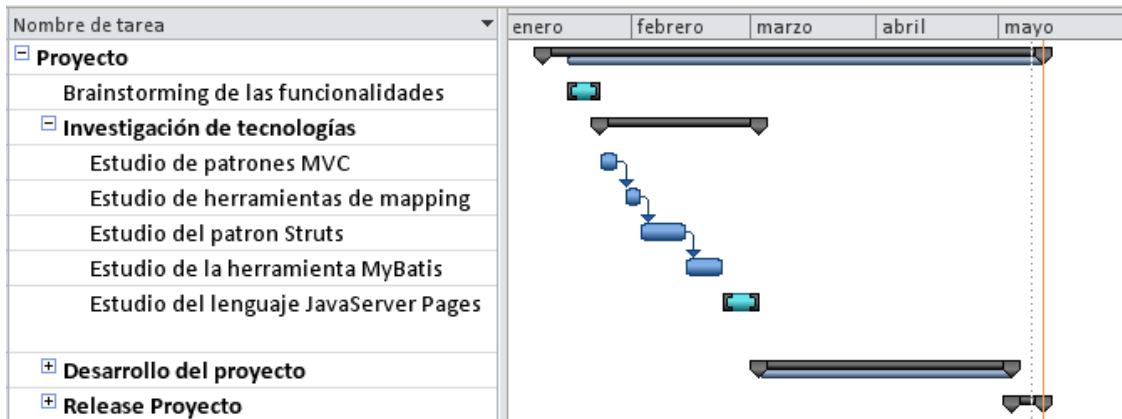 Nombre de tarea
enero febrero marzo abril mayo
Proyecto
Brainstorming de las funcionalidades
Investigación de tecnologías
Estudio de patrones MVC
Estudio de herramientas de mapping
Estudio del patron Struts
Estudio de la herramienta MyBatis
Estudio del lenguaje JavaServer Pages
Desarrollo del proyecto
Release Proyecto